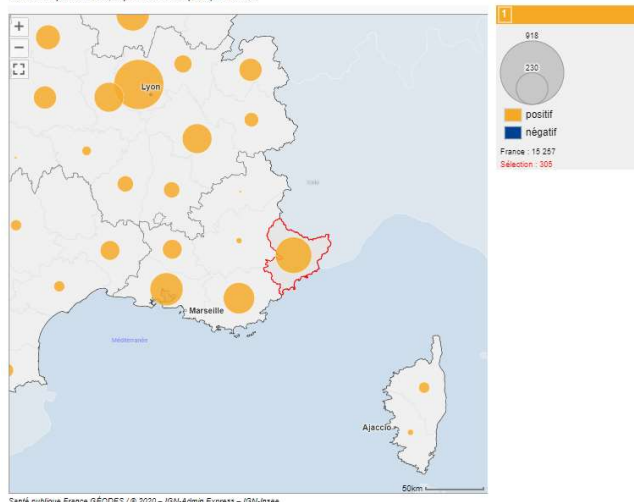 +
1
−
918
230
Lyon
positif
négatif
France : 15 257
Sélection : 305
Italy
Marseille
Méditerranée
Ajaccio
50km
Santé publique France GÉODES / © 2020 – IGN-Admin Express – IGN-Insee